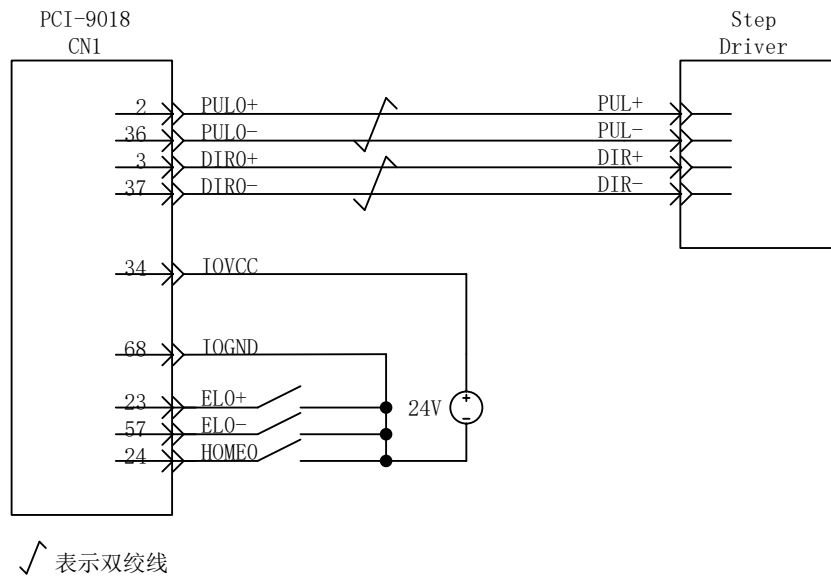 PCI-9018
CN1
Step
Driver
2 PUL0+ PUL+
36 PUL0- PUL-
3 DIR0+ DIR+
37 DIR0- DIR-
34 IOVCC
68 IOGND
23 EL0+
24V
+
-
57 EL0-
24 HOME0
表示双绞线